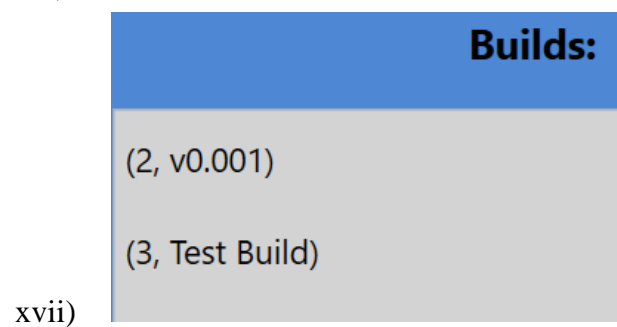 Builds:
(2, v0.001)
(3, Test Build)
xvii)